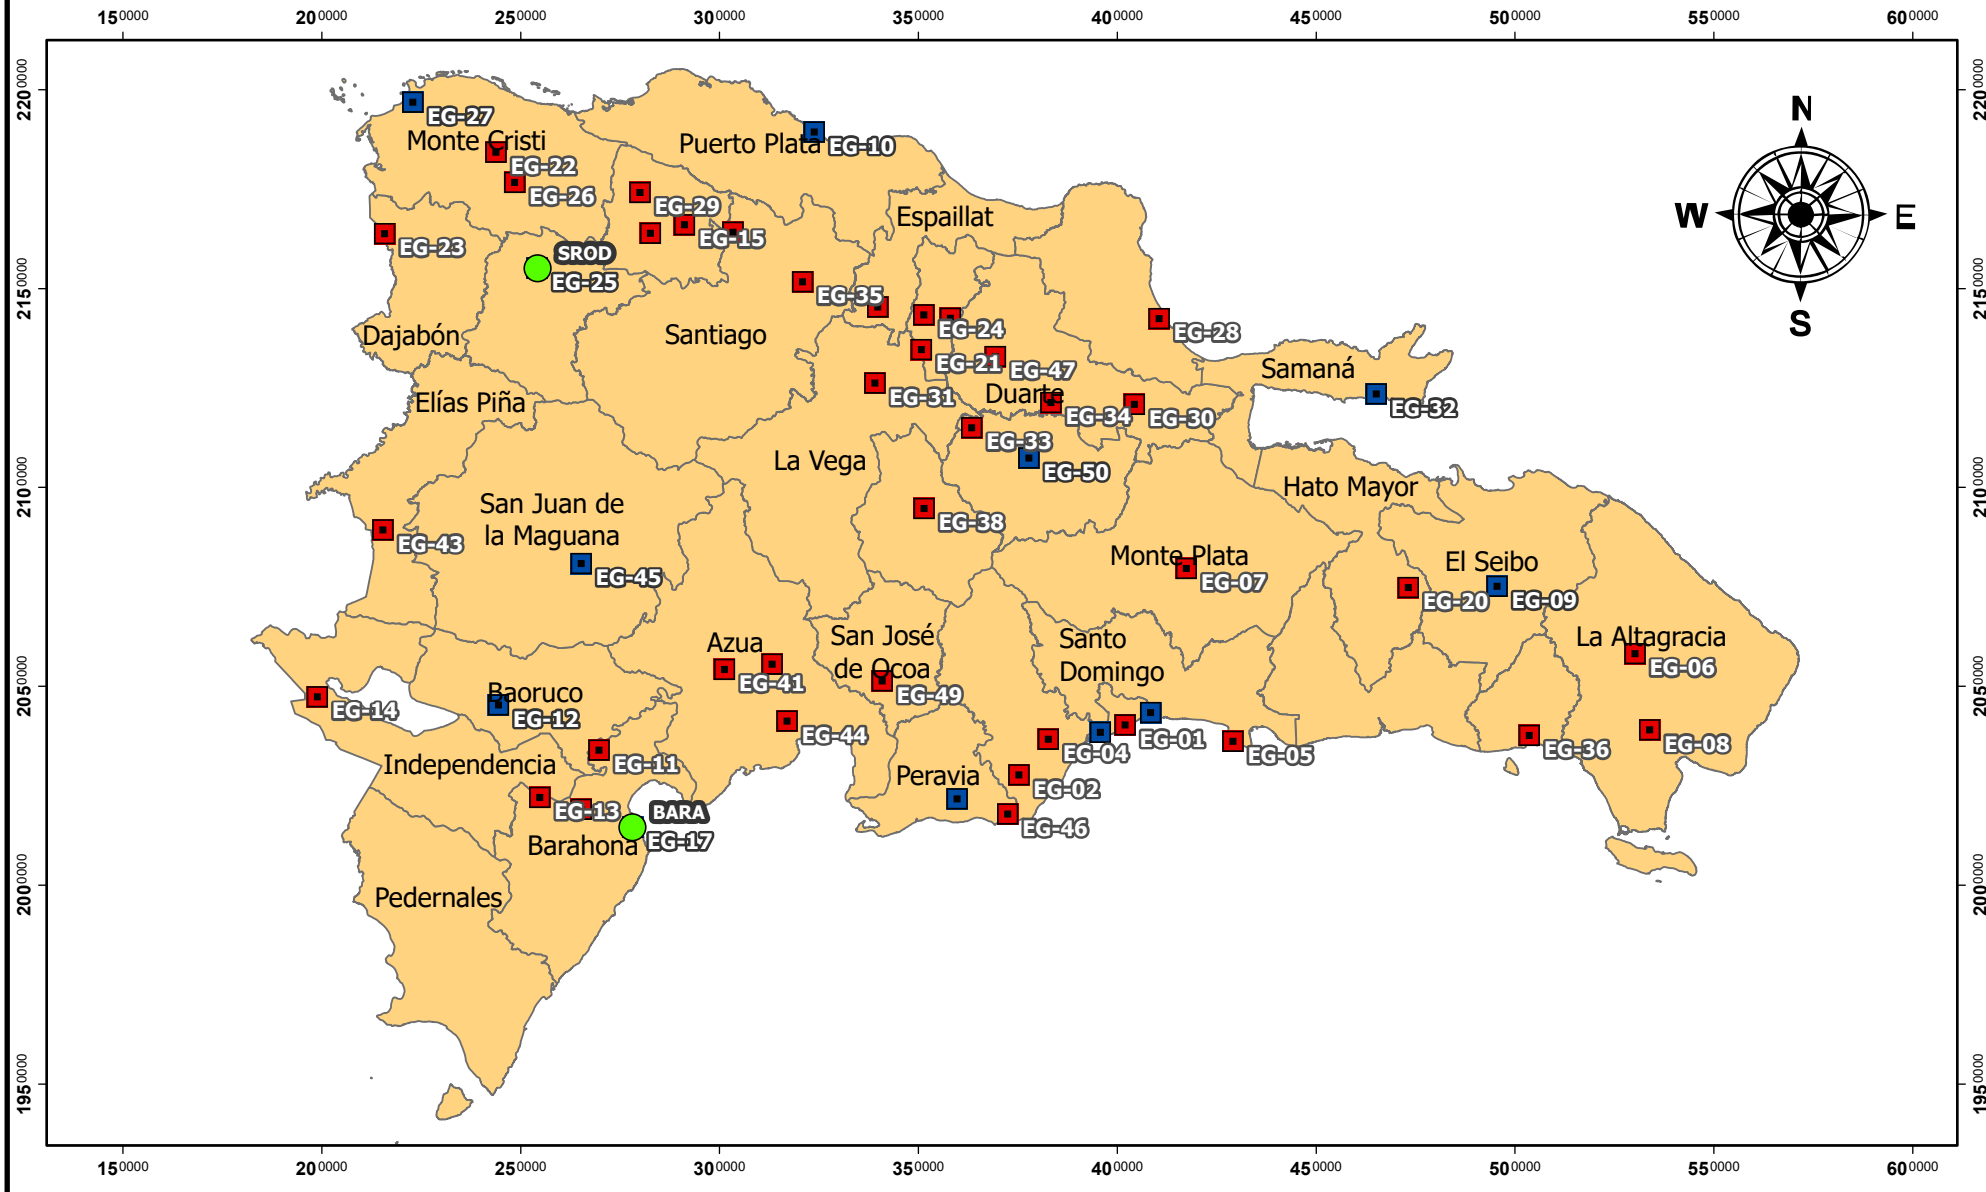 150000 200000 250000 300000 350000 400000 450000 500000 550000 600000
2200000
2200000
N
W
E
S
EG-27
Monte Cristi
Puerto Plata
EG-10
EG-22
EG-26
EG-29
Espaillat
EG-23
EG-15
SROD
EG-25
2150000
2150000
EG-35
Dajabón
Santiago
EG-24
EG-28
EG-21
EG-47
Samaná
Elías Piña
EG-31
Duarte
EG-32
EG-34
EG-30
EG-33
La Vega
EG-50
2100000
2100000
Hato Mayor
San Juan de
la Maguana
EG-38
EG-43
Monte Plata
El Seibo
EG-45
EG-07
EG-20
EG-09
Azua
San José
de Ocoa
Santo
Domingo
La Altagracia
EG-06
EG-41
2050000
2050000
Baoruco
EG-49
EG-14
EG-12
EG-44
EG-01
EG-04
EG-05
EG-36
EG-08
Independencia
EG-11
Peravia
EG-02
EG-13
BARA
EG-46
Barahona
EG-17
2000000
2000000
Pedernales
1950000
1950000
150000 200000 250000 300000 350000 400000 450000 500000 550000 600000